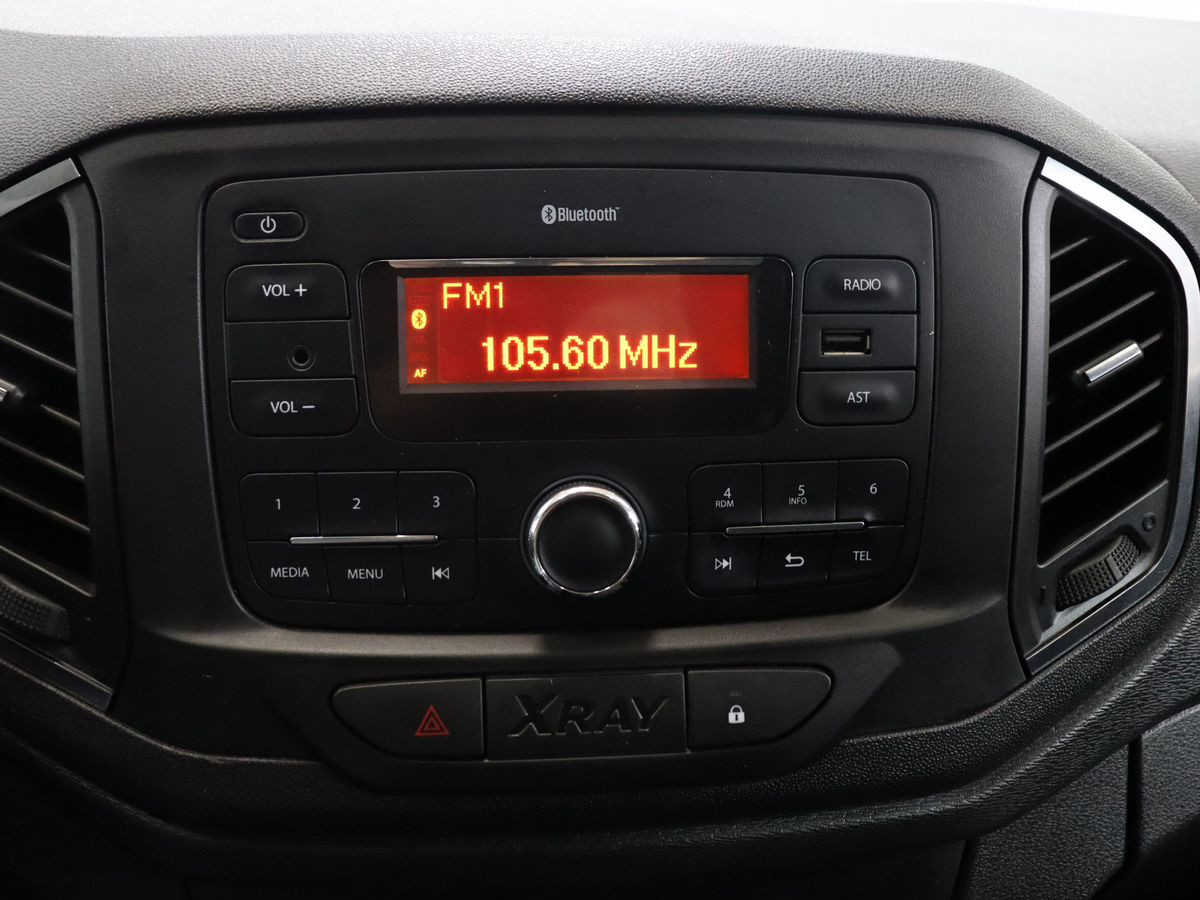 Bluetooth™
VOL +
VOL –
FM1
105.60 MHz
AF
RADIO
AST
1
2
3
MEDIA
MENU
4
RDM
5
INFO
6
TEL
XRAY